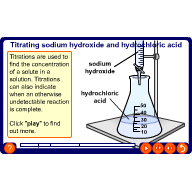 Titrating sodium hydroxide and hydrochloric acid
Titrations are used to
find the concentration
of a solute in a
solution. Titrations
can also indicate
when an otherwise
undetectable reaction
is complete.
Click "play" to find
out more.
sodium
hydroxide
hydrochloric
acid
50
40
30
20
10
?